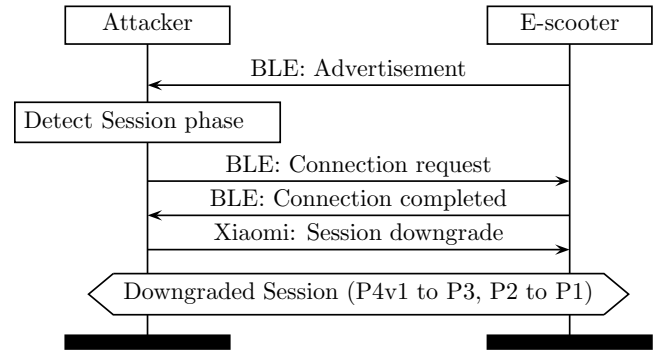 Attacker
E-scooter
BLE: Advertisement
Detect Session phase
BLE: Connection request
BLE: Connection completed
Xiaomi: Session downgrade
Downgraded Session (P4v1 to P3, P2 to P1)